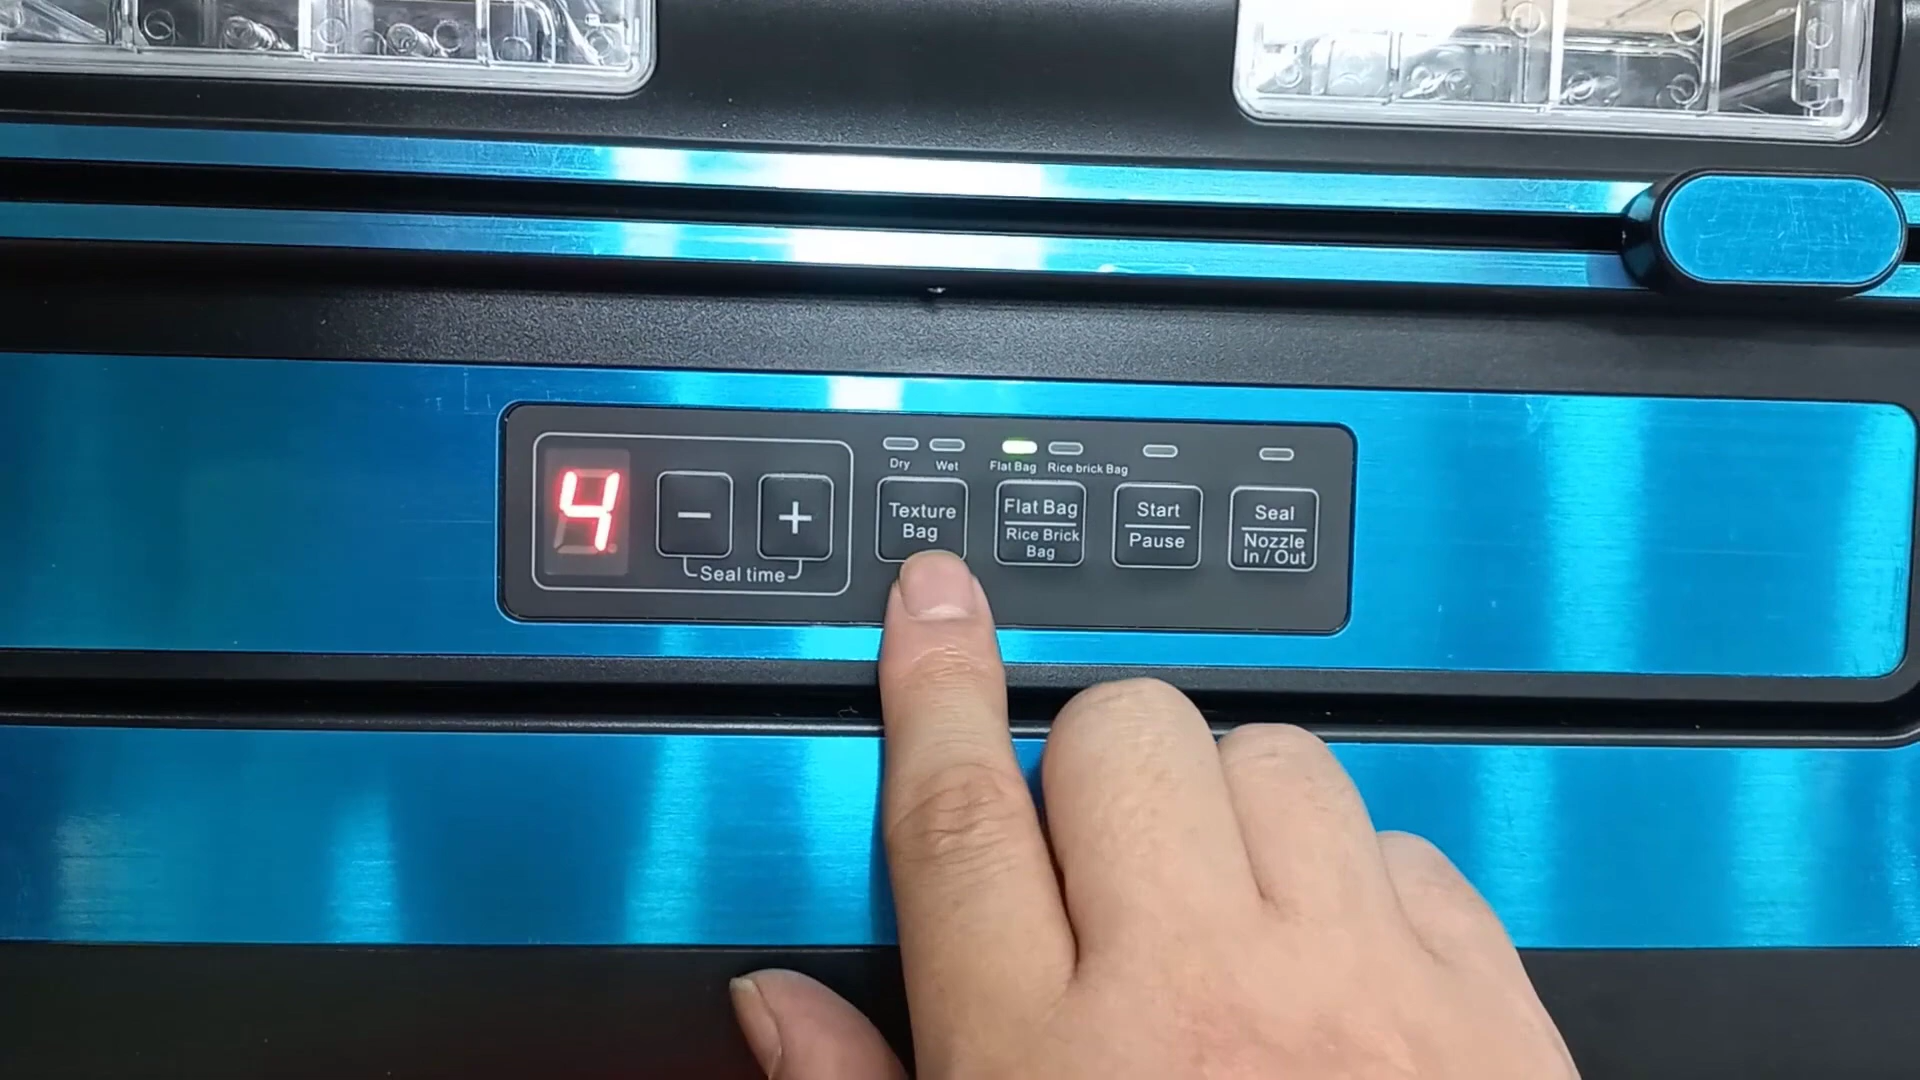 4
−
+
Seal time
Dry
Wet
Texture
Bag
Flat Bag
Rice brick Bag
Flat Bag
Rice Brick
Bag
Start
Pause
Seal
Nozzle
In / Out